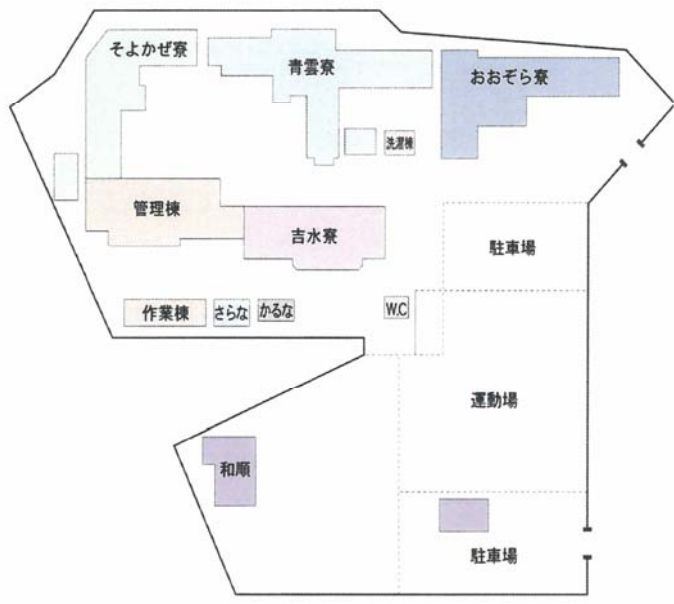 そよかぜ寮
青雲寮
おおぞら寮
洗濯棟
管理棟
吉水寮
駐車場
作業棟
さらな
かるな
W.C
運動場
和順
駐車場